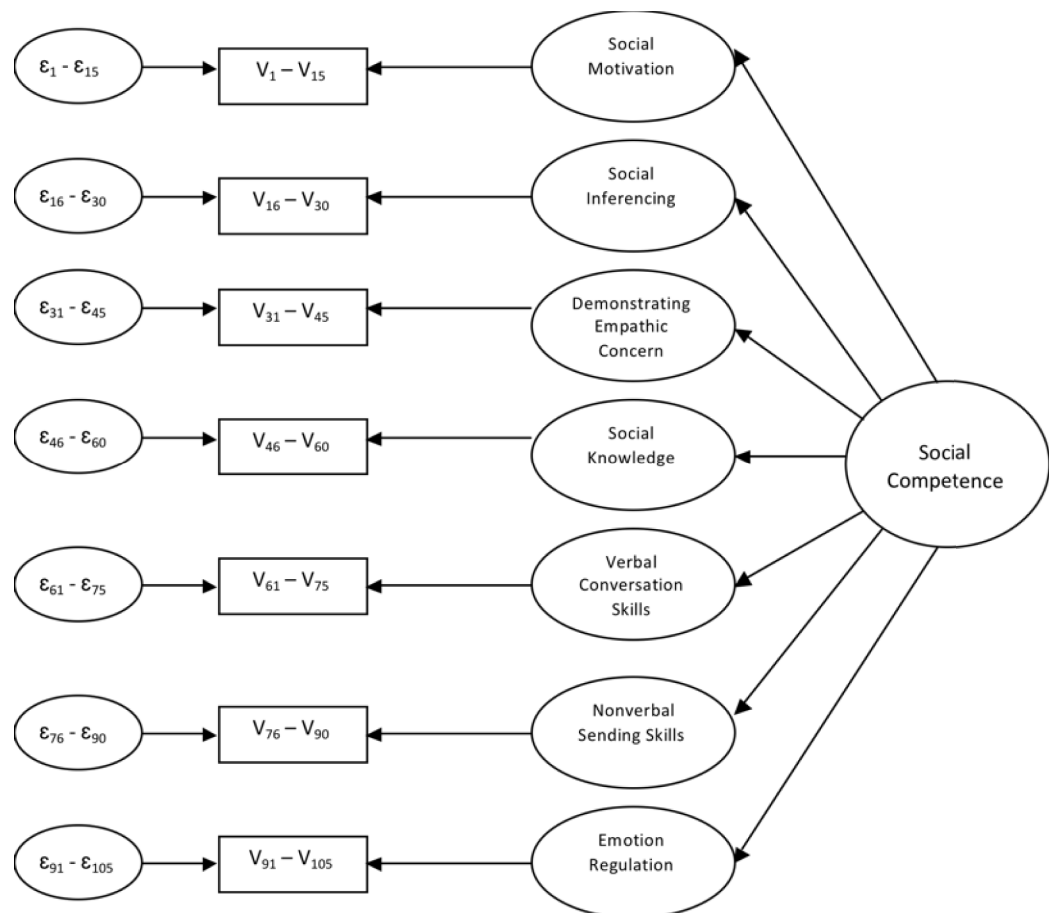 ε₁ - ε₁₅
V₁ – V₁₅
Social
Motivation
ε₁₆ - ε₃₀
V₁₆ – V₃₀
Social
Inferencing
ε₃₁ - ε₄₅
V₃₁ – V₄₅
Demonstrating
Empathic
Concern
ε₄₆ - ε₆₀
V₄₆ – V₆₀
Social
Knowledge
Social
Competence
ε₆₁ - ε₇₅
V₆₁ – V₇₅
Verbal
Conversation
Skills
ε₇₆ - ε₉₀
V₇₆ – V₉₀
Nonverbal
Sending Skills
ε₉₁ - ε₁₀₅
V₉₁ – V₁₀₅
Emotion
Regulation